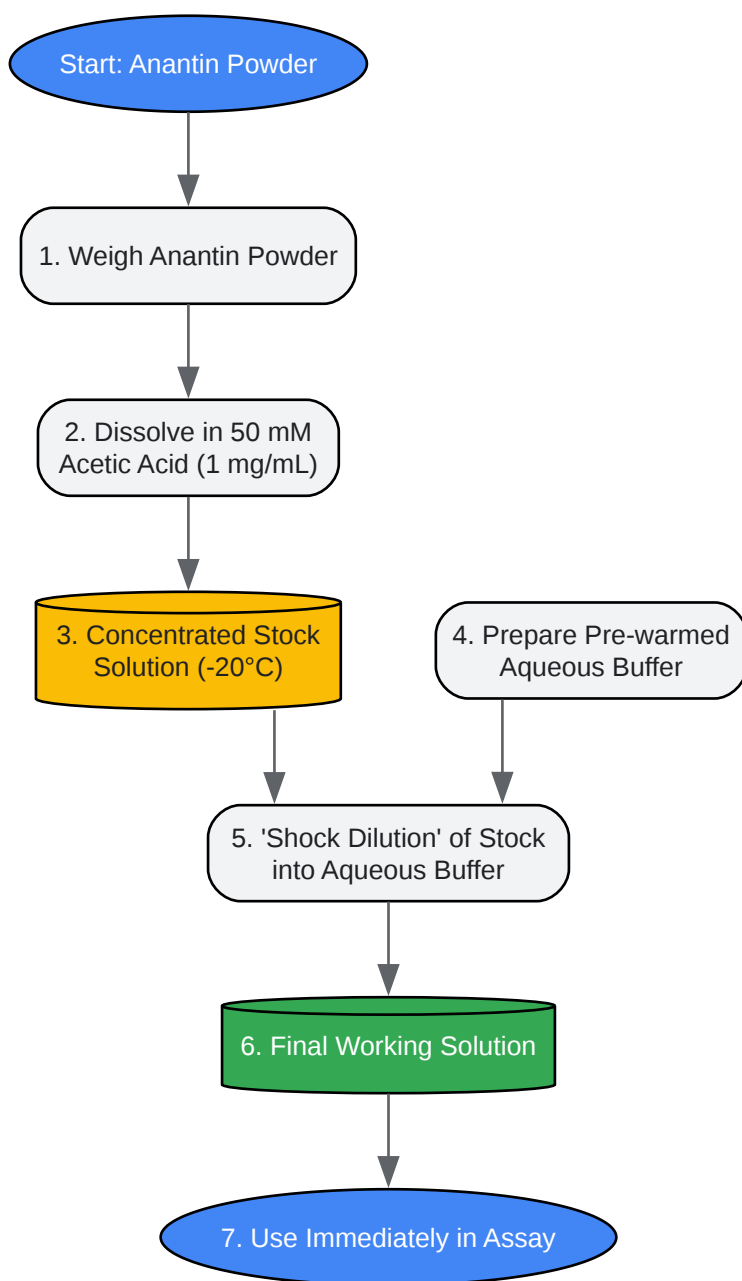 Start: Anantin Powder
1. Weigh Anantin Powder
2. Dissolve in 50 mM
Acetic Acid (1 mg/mL)
3. Concentrated Stock
Solution (-20°C)
4. Prepare Pre-warmed
Aqueous Buffer
5. 'Shock Dilution' of Stock
into Aqueous Buffer
6. Final Working Solution
7. Use Immediately in Assay